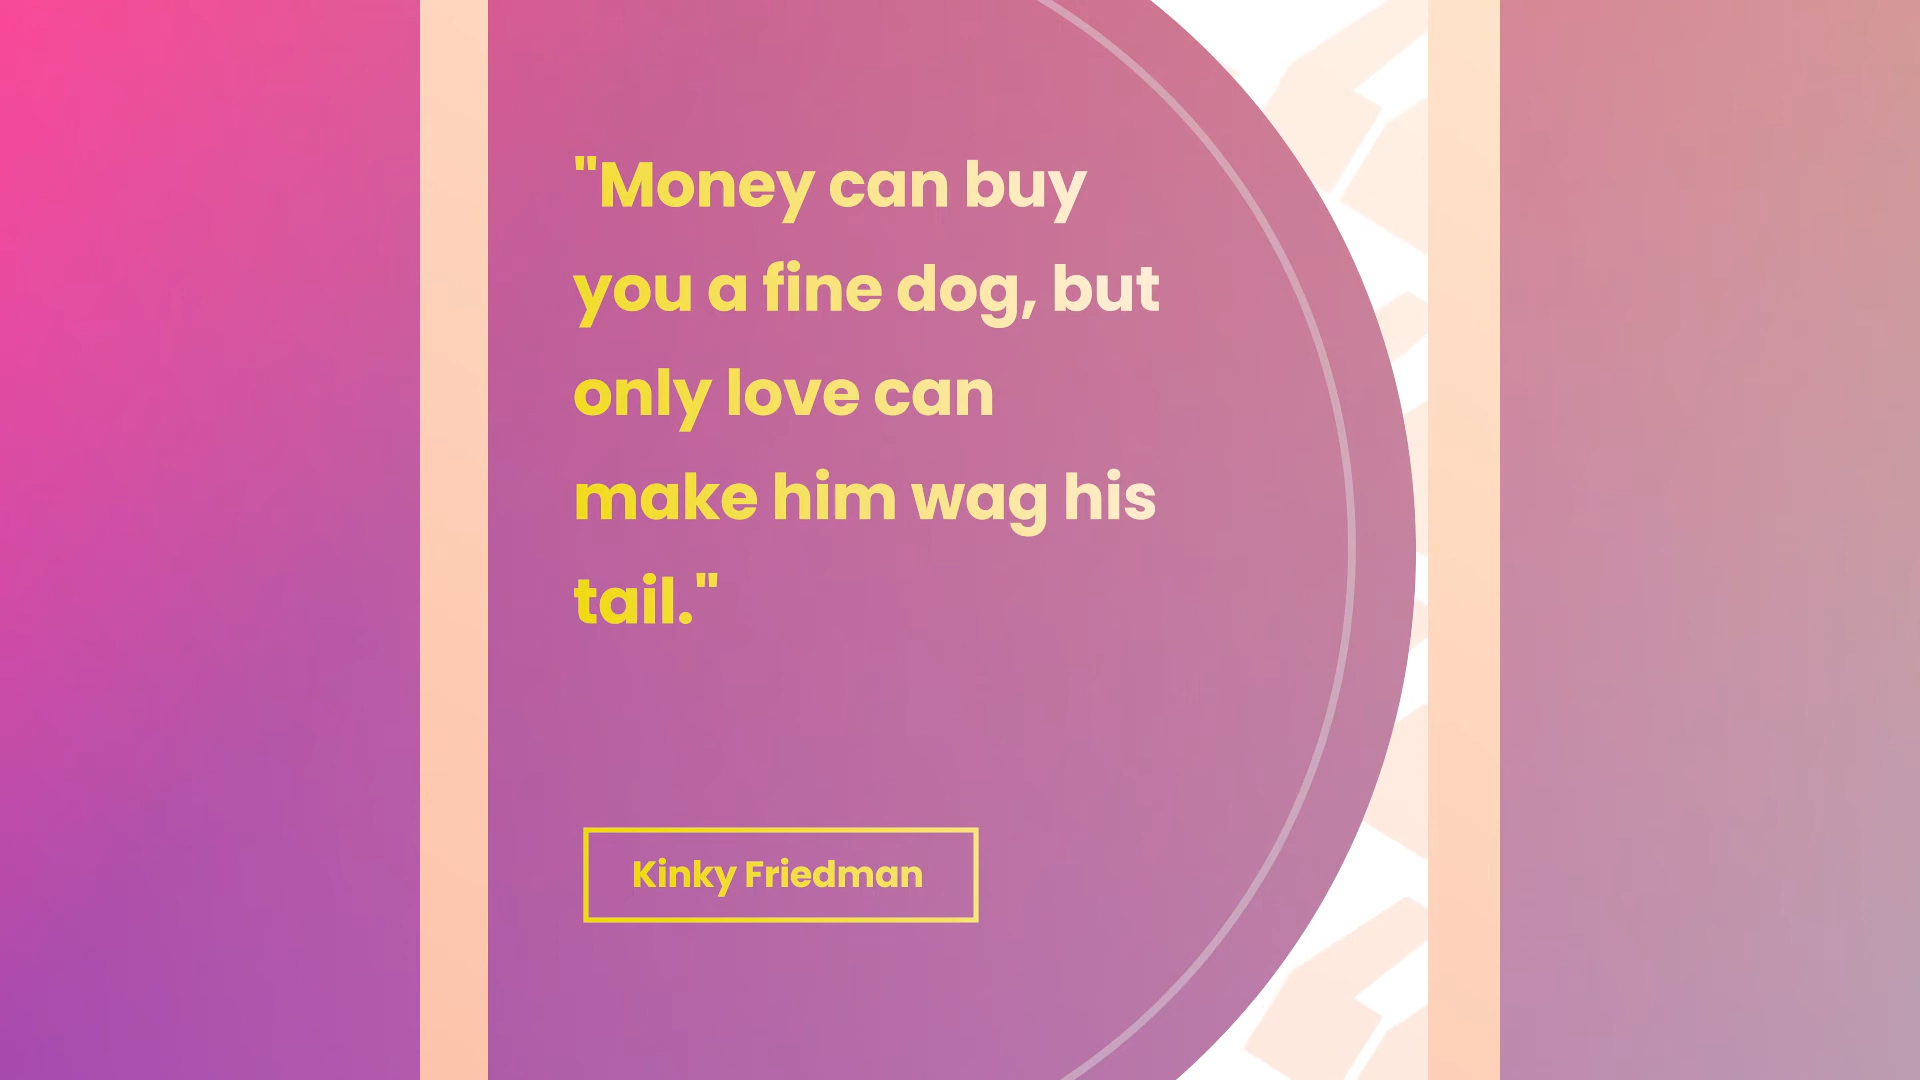 "Money can buy
you a fine dog, but
only love can
make him wag his
tail."
Kinky Friedman